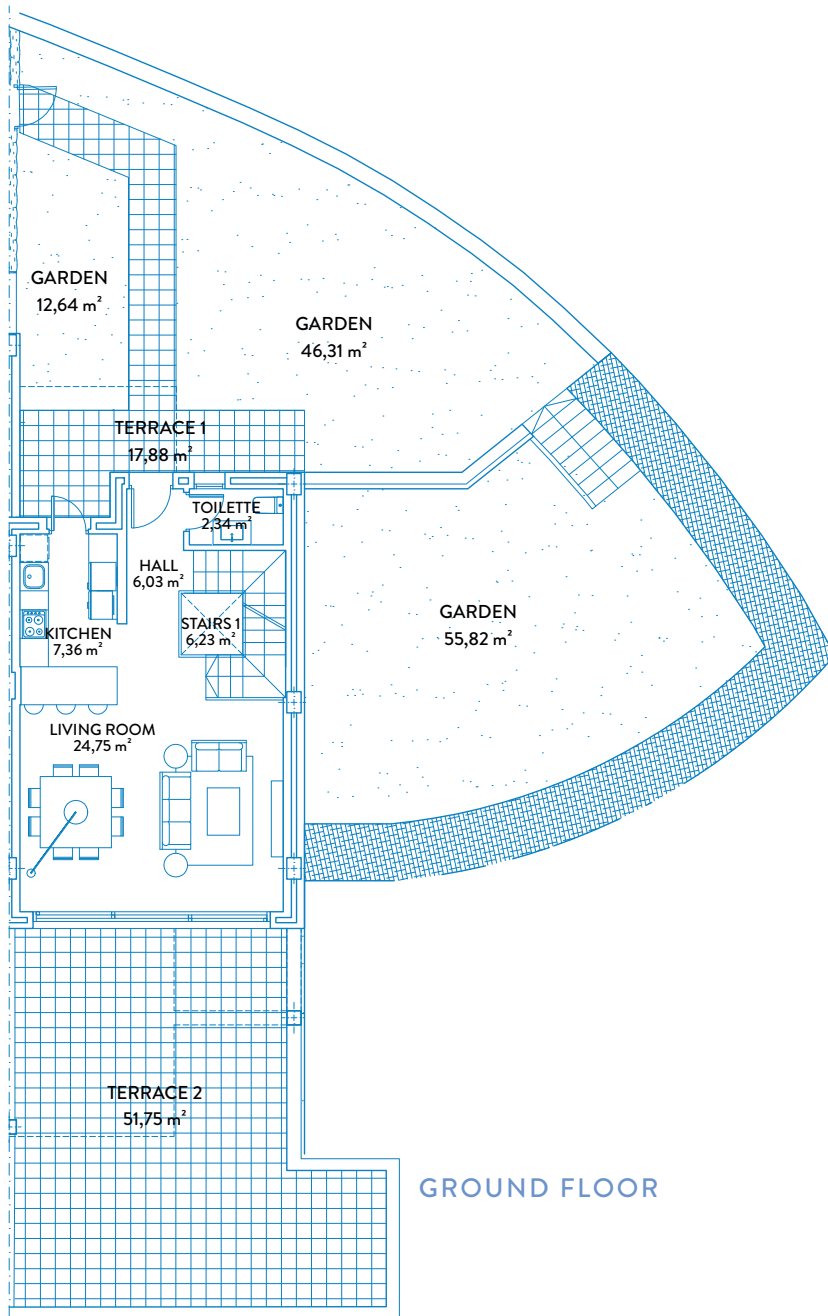 GARDEN
12,64 m²
GARDEN
46,31 m²
TERRACE 1
17,88 m²
TOILETTE
2,34 m²
HALL
6,03 m²
STAIRS 1
6,23 m²
KITCHEN
7,36 m²
GARDEN
55,82 m²
LIVING ROOM
24,75 m²
TERRACE 2
51,75 m²
GROUND FLOOR